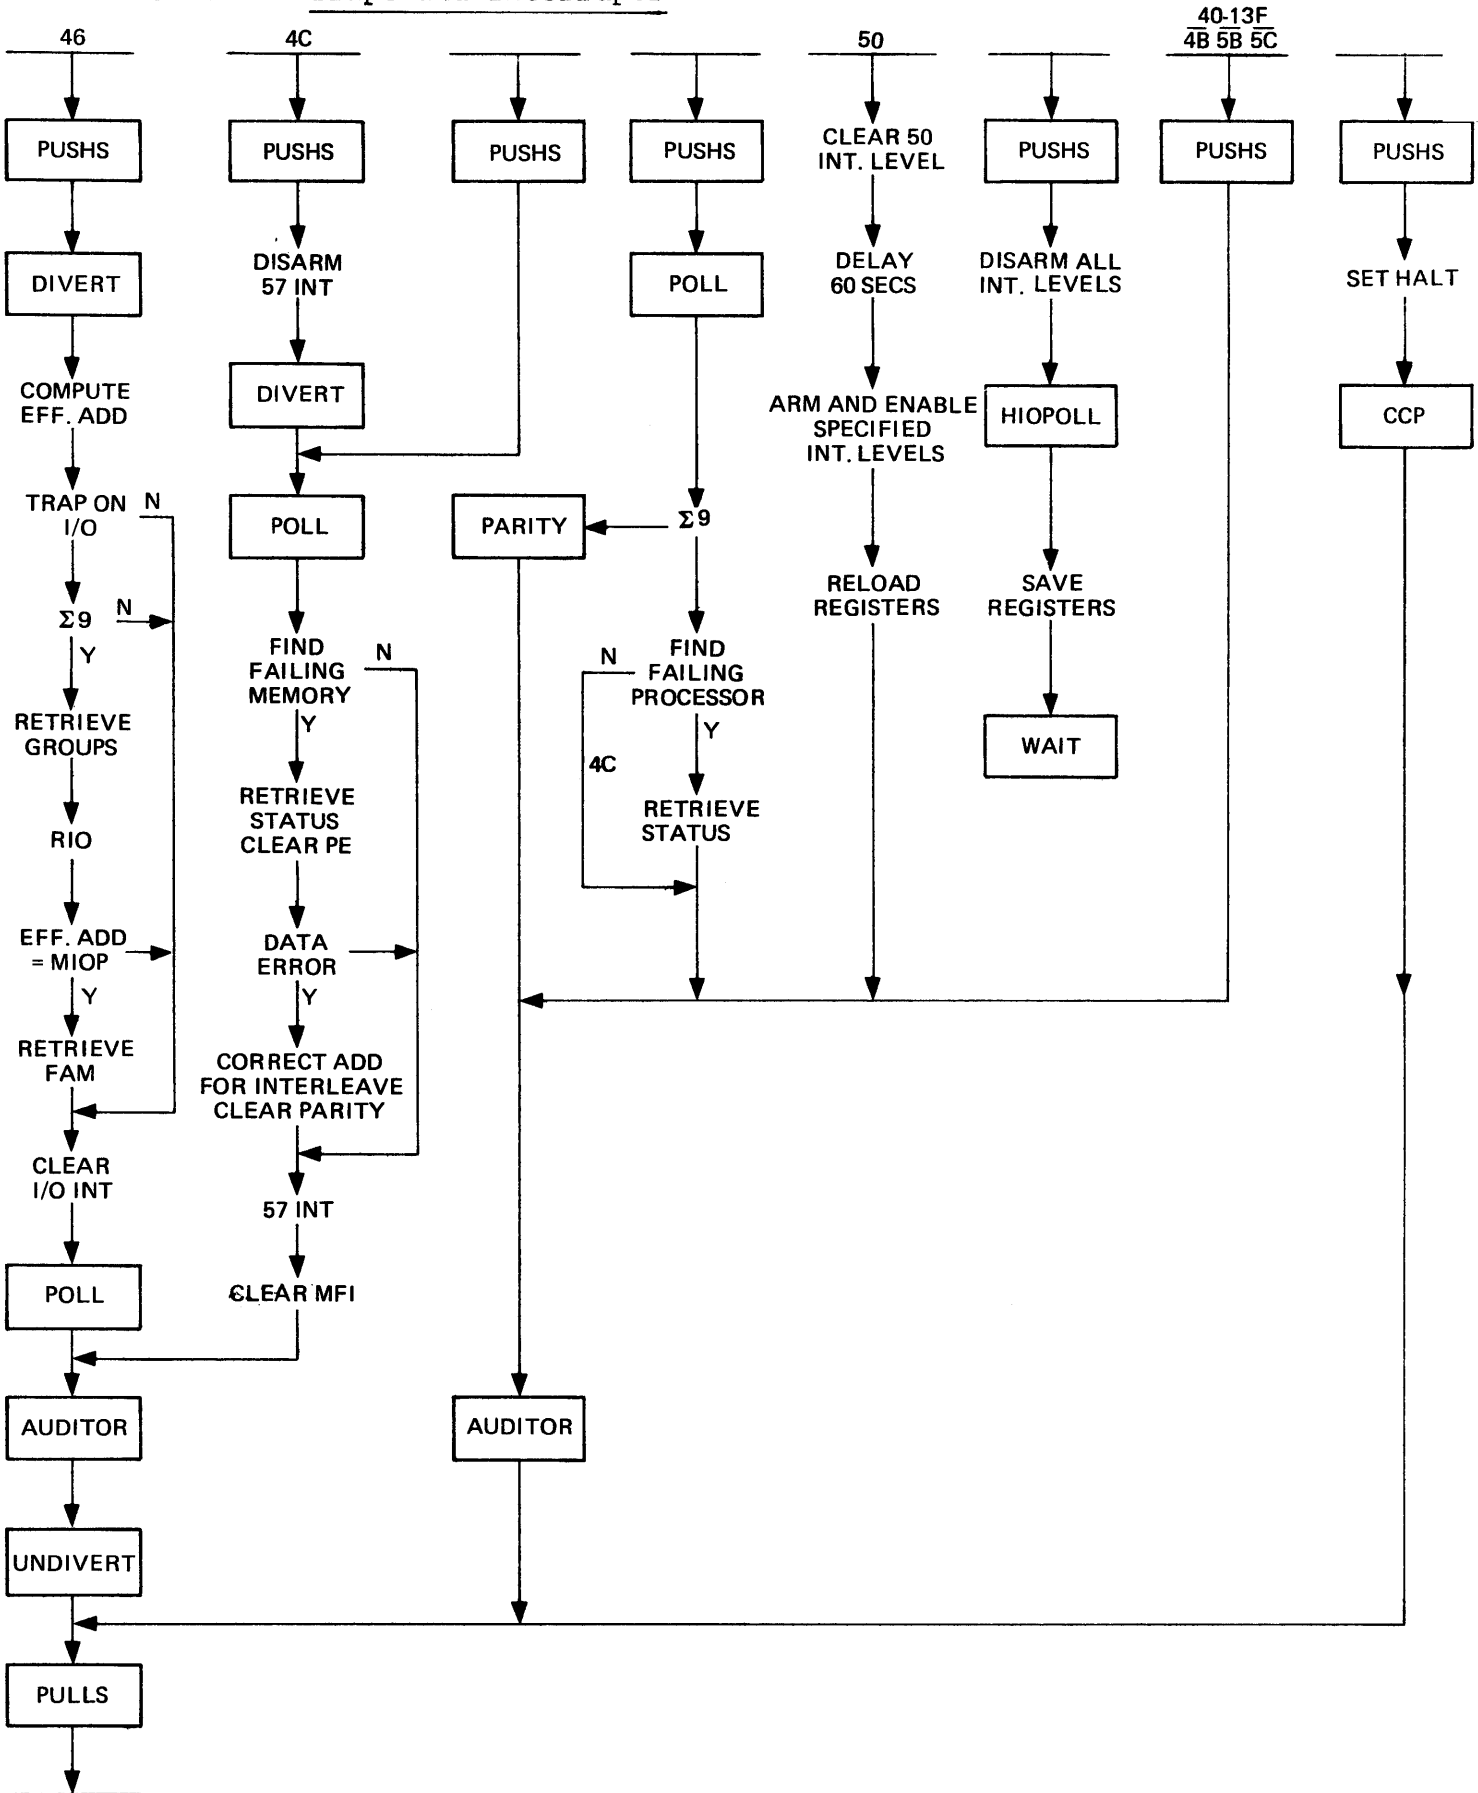 46
PUSHS
DIVERT
COMPUTE
EFF. ADD
TRAP ON
I/O
N
Σ9
N
Y
RETRIEVE
GROUPS
RIO
EFF. ADD
= MIOP
Y
RETRIEVE
FAM
CLEAR
I/O INT
POLL
AUDITOR
UNDIVERT
PULLS
4C
PUSHS
DISARM
57 INT
DIVERT
POLL
FIND
FAILING
MEMORY
N
Y
RETRIEVE
STATUS
CLEAR PE
DATA
ERROR
Y
CORRECT ADD
FOR INTERLEAVE
CLEAR PARITY
57 INT
CLEAR MFI
PUSHS
PARITY
AUDITOR
PUSHS
POLL
Σ9
FIND
FAILING
PROCESSOR
N
Y
4C
RETRIEVE
STATUS
50
CLEAR 50
INT. LEVEL
DELAY
60 SECS
ARM AND ENABLE
SPECIFIED
INT. LEVELS
RELOAD
REGISTERS
PUSHS
DISARM ALL
INT. LEVELS
HIOPOLL
SAVE
REGISTERS
WAIT
40-13F
4B 5B 5C
PUSHS
PUSHS
SET HALT
CCP